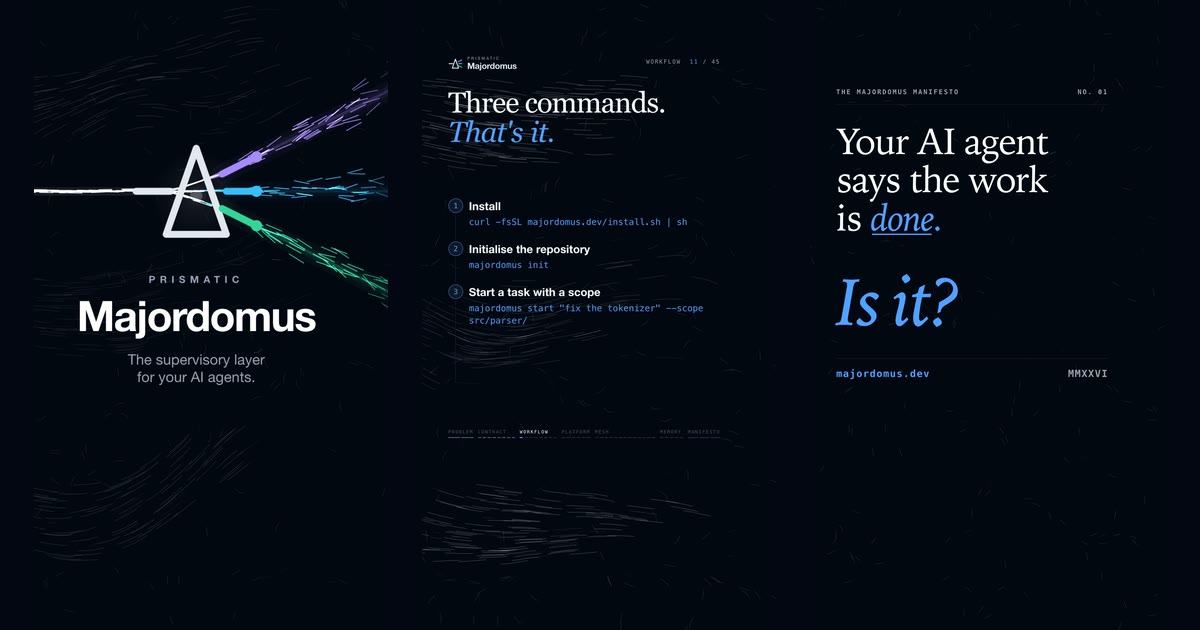 PRISMATIC
Majordomus
The supervisory layer
for your AI agents.
PRISMATIC
Majordomus
WORKFLOW 11 / 45
Three commands.
That's it.
1 Install
curl -fsSL majordomus.dev/install.sh | sh
2 Initialise the repository
majordomus init
3 Start a task with a scope
majordomus start "fix the tokenizer" --scope
src/parser/
PROBLEM CONTRACT WORKFLOW PLATFORM MESH MEMORY MANIFESTO
THE MAJORDOMUS MANIFESTO NO. 01
Your AI agent
says the work
is done.
Is it?
majordomus.dev MMXXVI